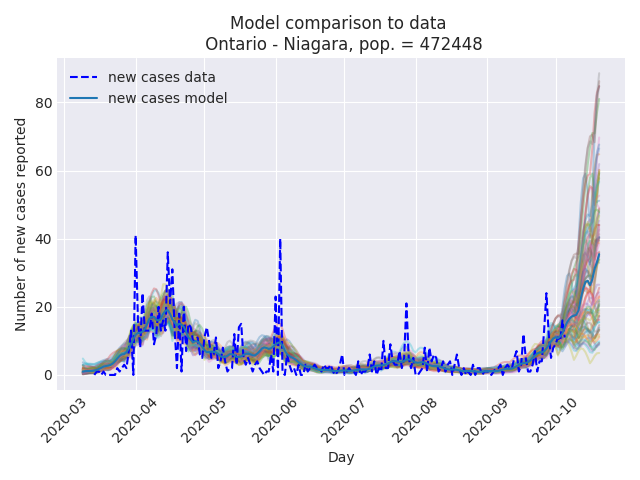 Model comparison to data
Ontario - Niagara, pop. = 472448
new cases data
new cases model
Number of new cases reported
80
60
40
20
0
2020-03
2020-04
2020-05
2020-06
2020-07
2020-08
2020-09
2020-10
Day